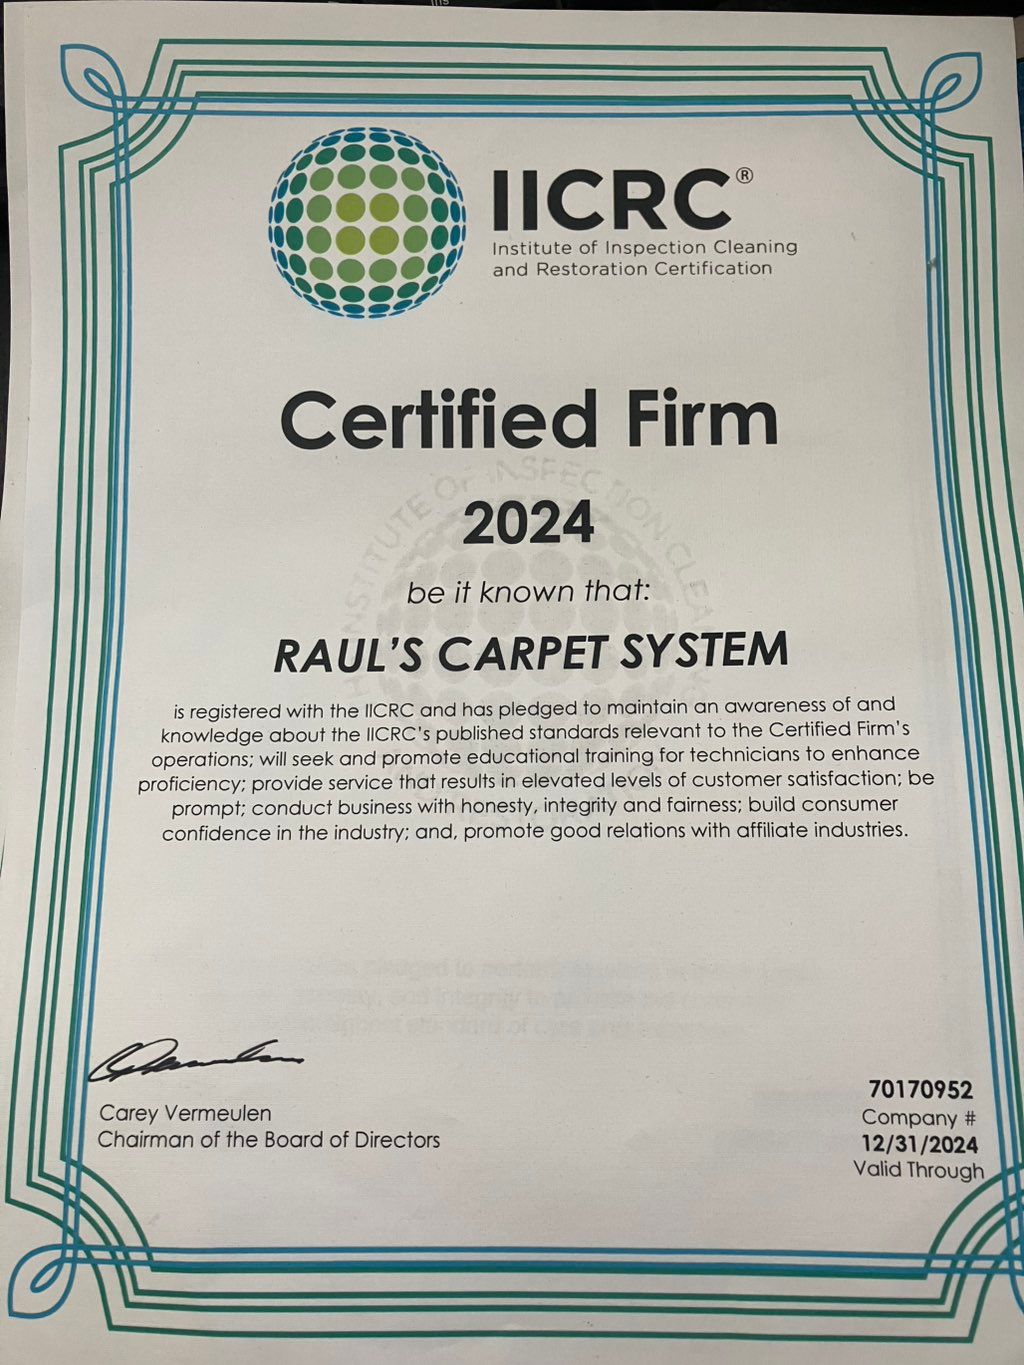 IICRC®
Institute of Inspection Cleaning
and Restoration Certification
Certified Firm
2024
be it known that:
RAUL'S CARPET SYSTEM
is registered with the IICRC and has pledged to maintain an awareness of and
knowledge about the IICRC's published standards relevant to the Certified Firm's
operations; will seek and promote educational training for technicians to enhance
proficiency; provide service that results in elevated levels of customer satisfaction; be
prompt; conduct business with honesty, integrity and fairness; build consumer
confidence in the industry; and, promote good relations with affiliate industries.
Carey Vermeulen
Chairman of the Board of Directors
70170952
Company #
12/31/2024
Valid Through